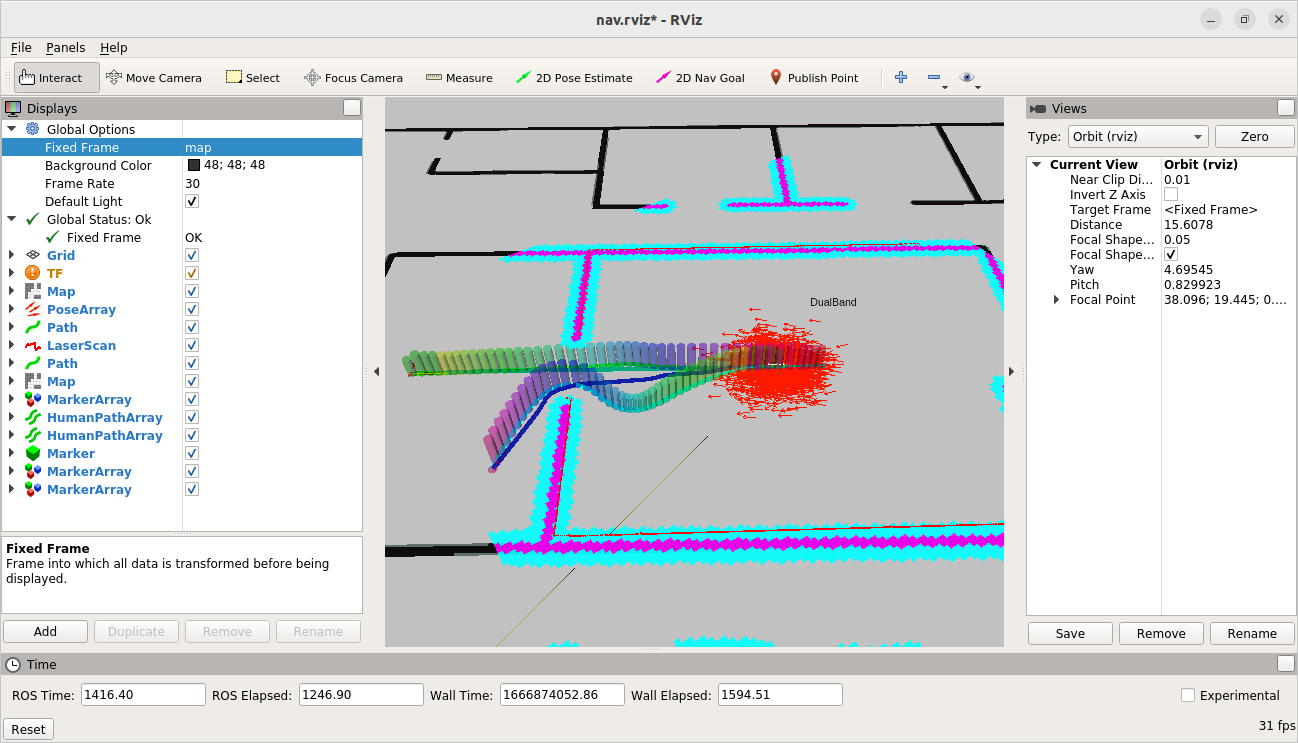 nav.rviz* - RViz
File Panels Help
Interact Move Camera Select Focus Camera Measure 2D Pose Estimate 2D Nav Goal Publish Point
Displays
Global Options
Fixed Frame map
Background Color 48; 48; 48
Frame Rate 30
Default Light
Global Status: Ok
Fixed Frame OK
Grid
TF
Map
PoseArray
Path
LaserScan
Path
Map
MarkerArray
HumanPathArray
HumanPathArray
Marker
MarkerArray
MarkerArray
Fixed Frame
Frame into which all data is transformed before being
displayed.
Add Duplicate Remove Rename
DualBand
Views
Type: Orbit (rviz) Zero
Current View Orbit (rviz)
Near Clip Di... 0.01
Invert Z Axis
Target Frame <Fixed Frame>
Distance 15.6078
Focal Shape... 0.05
Focal Shape...
Yaw 4.69545
Pitch 0.829923
Focal Point 38.096; 19.445; 0....
Save Remove Rename
Time
ROS Time: 1416.40 ROS Elapsed: 1246.90 Wall Time: 1666874052.86 Wall Elapsed: 1594.51 Experimental
Reset 31 fps